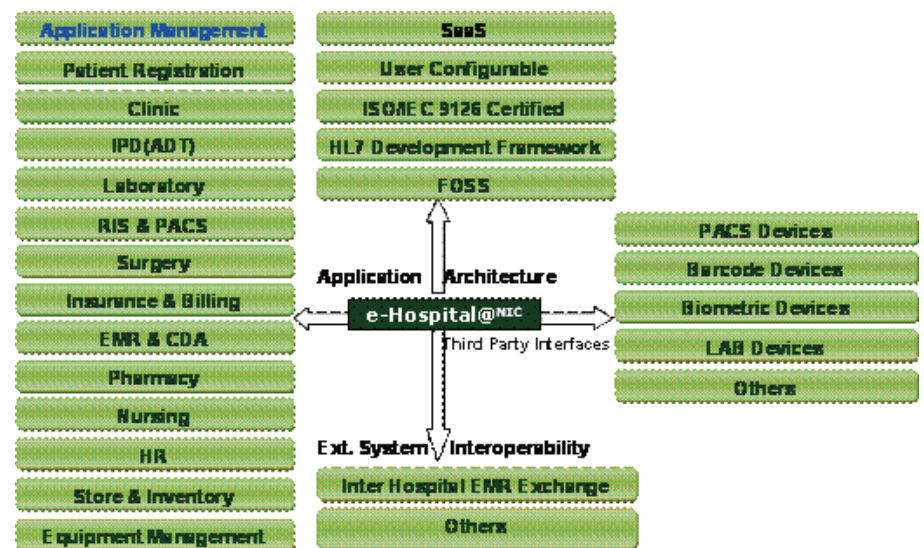 Application Management
Patient Registration
Clinic
IPD(ADT)
Laboratory
RIS & PACS
Surgery
Insurance & Billing
EMR & CDA
Pharmacy
Nursing
HR
Store & Inventory
Equipment Management
SaaS
User Configurable
ISO/IEC 9126 Certified
HL7 Development Framework
FOSS
Application Architecture
e-Hospital@NIC
Third Party Interfaces
Ext. System Interoperability
Inter Hospital EMR Exchange
Others
PACS Devices
Barcode Devices
Biometric Devices
LAB Devices
Others